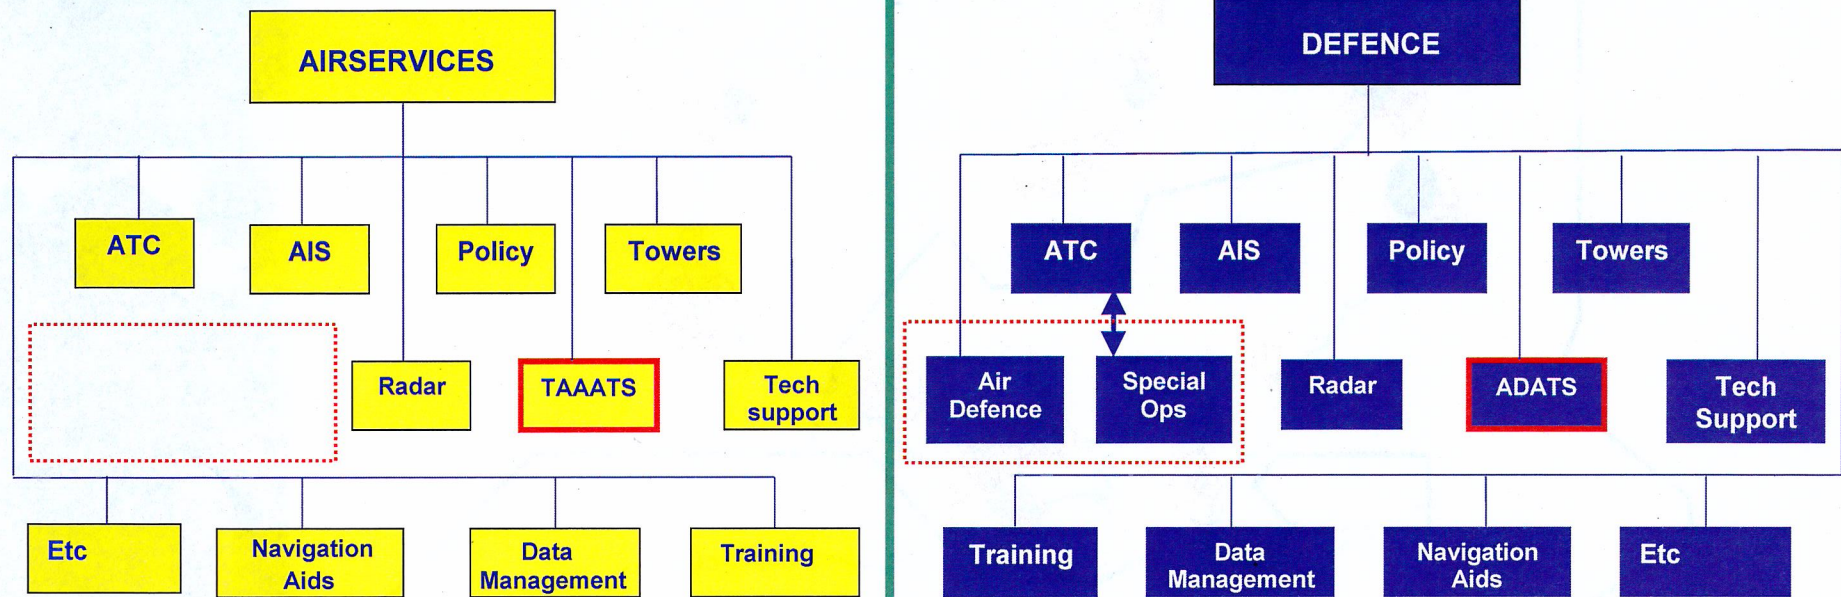 AIRSERVICES
ATC
AIS
Policy
Towers
Radar
TAAATS
Tech
support
Etc
Navigation
Aids
Data
Management
Training
DEFENCE
ATC
AIS
Policy
Towers
Air
Defence
Special
Ops
Radar
ADATS
Tech
Support
Training
Data
Management
Navigation
Aids
Etc